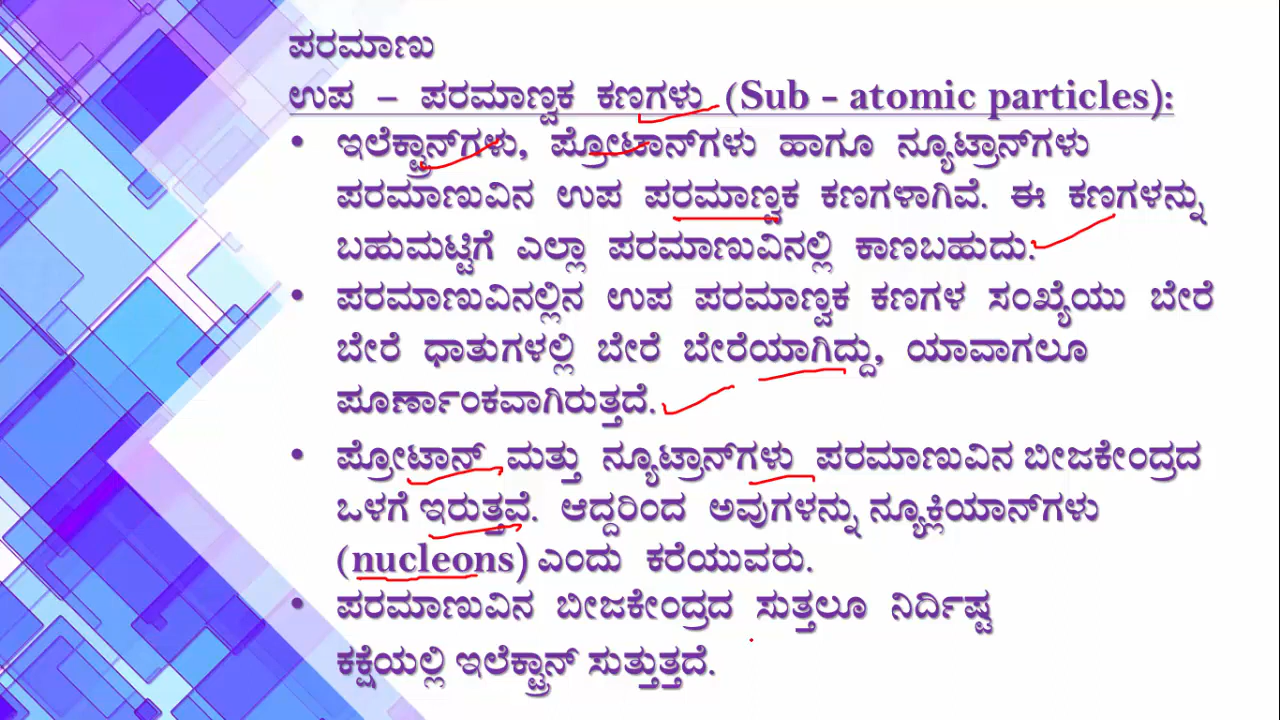 ಪರಮಾಣು
ಉಪ – ಪರಮಾಣ್ವಕ ಕಣಗಳು (Sub - atomic particles):
• ಇಲೆಕ್ಟ್ರಾನ್‌ಗಳು, ಪ್ರೋಟಾನ್‌ಗಳು ಹಾಗೂ ನ್ಯೂಟ್ರಾನ್‌ಗಳು
ಪರಮಾಣುವಿನ ಉಪ ಪರಮಾಣ್ವಕ ಕಣಗಳಾಗಿವೆ. ಈ ಕಣಗಳನ್ನು
ಬಹುಮಟ್ಟಿಗೆ ಎಲ್ಲಾ ಪರಮಾಣುವಿನಲ್ಲಿ ಕಾಣಬಹುದು.
• ಪರಮಾಣುವಿನಲ್ಲಿನ ಉಪ ಪರಮಾಣ್ವಕ ಕಣಗಳ ಸಂಖ್ಯೆಯು ಬೇರೆ
ಬೇರೆ ಧಾತುಗಳಲ್ಲಿ ಬೇರೆ ಬೇರೆಯಾಗಿದ್ದು, ಯಾವಾಗಲೂ
ಪೂರ್ಣಾಂಕವಾಗಿರುತ್ತದೆ.
• ಪ್ರೋಟಾನ್ ಮತ್ತು ನ್ಯೂಟ್ರಾನ್‌ಗಳು ಪರಮಾಣುವಿನ ಬೀಜಕೇಂದ್ರದ
ಒಳಗೆ ಇರುತ್ತವೆ. ಆದ್ದರಿಂದ ಅವುಗಳನ್ನು ನ್ಯೂಕ್ಲಿಯಾನ್‌ಗಳು
(nucleons) ಎಂದು ಕರೆಯುವರು.
• ಪರಮಾಣುವಿನ ಬೀಜಕೇಂದ್ರದ ಸುತ್ತಲೂ ನಿರ್ದಿಷ್ಟ
ಕಕ್ಷೆಯಲ್ಲಿ ಇಲೆಕ್ಟ್ರಾನ್ ಸುತ್ತುತ್ತದೆ.